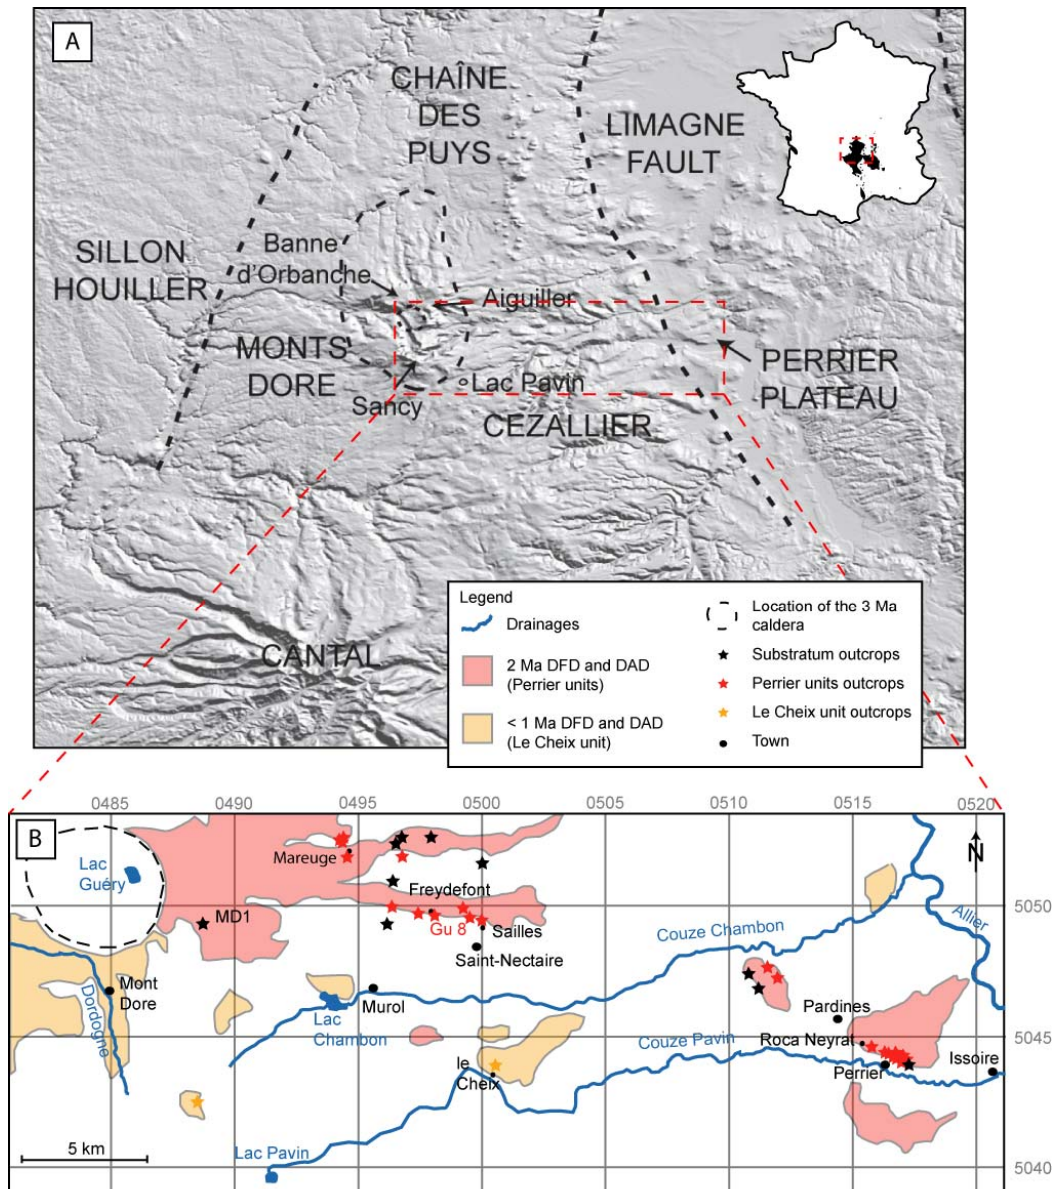 A
CHAÎNE
DES
PUYS
LIMAGNE
FAULT
SILLON
HOUILLER
Banne
d'Orbanche
Aiguiller
MONTS
DORE
Sancy
Lac Pavin
PERRIER
PLATEAU
CEZALLIER
CANTAL
Legend
Drainages
2 Ma DFD and DAD
(Perrier units)
< 1 Ma DFD and DAD
(Le Cheix unit)
Location of the 3 Ma
caldera
Substratum outcrops
Perrier units outcrops
Le Cheix unit outcrops
Town
0485 0490 0495 0500 0505 0510 0515 0520
B
N
Lac
Guéry
Mareuge
Freydefont
MD1
Gu 8
Sailles
Saint-Nectaire
5050
Couze Chambon
Allier
Mont
Dore
Dordogne
Murol
Lac
Chambon
Pardines
Roca Neyrat
Couze Pavin
5045
Issoire
Perrier
le
Cheix
5 km
Lac Pavin
5040